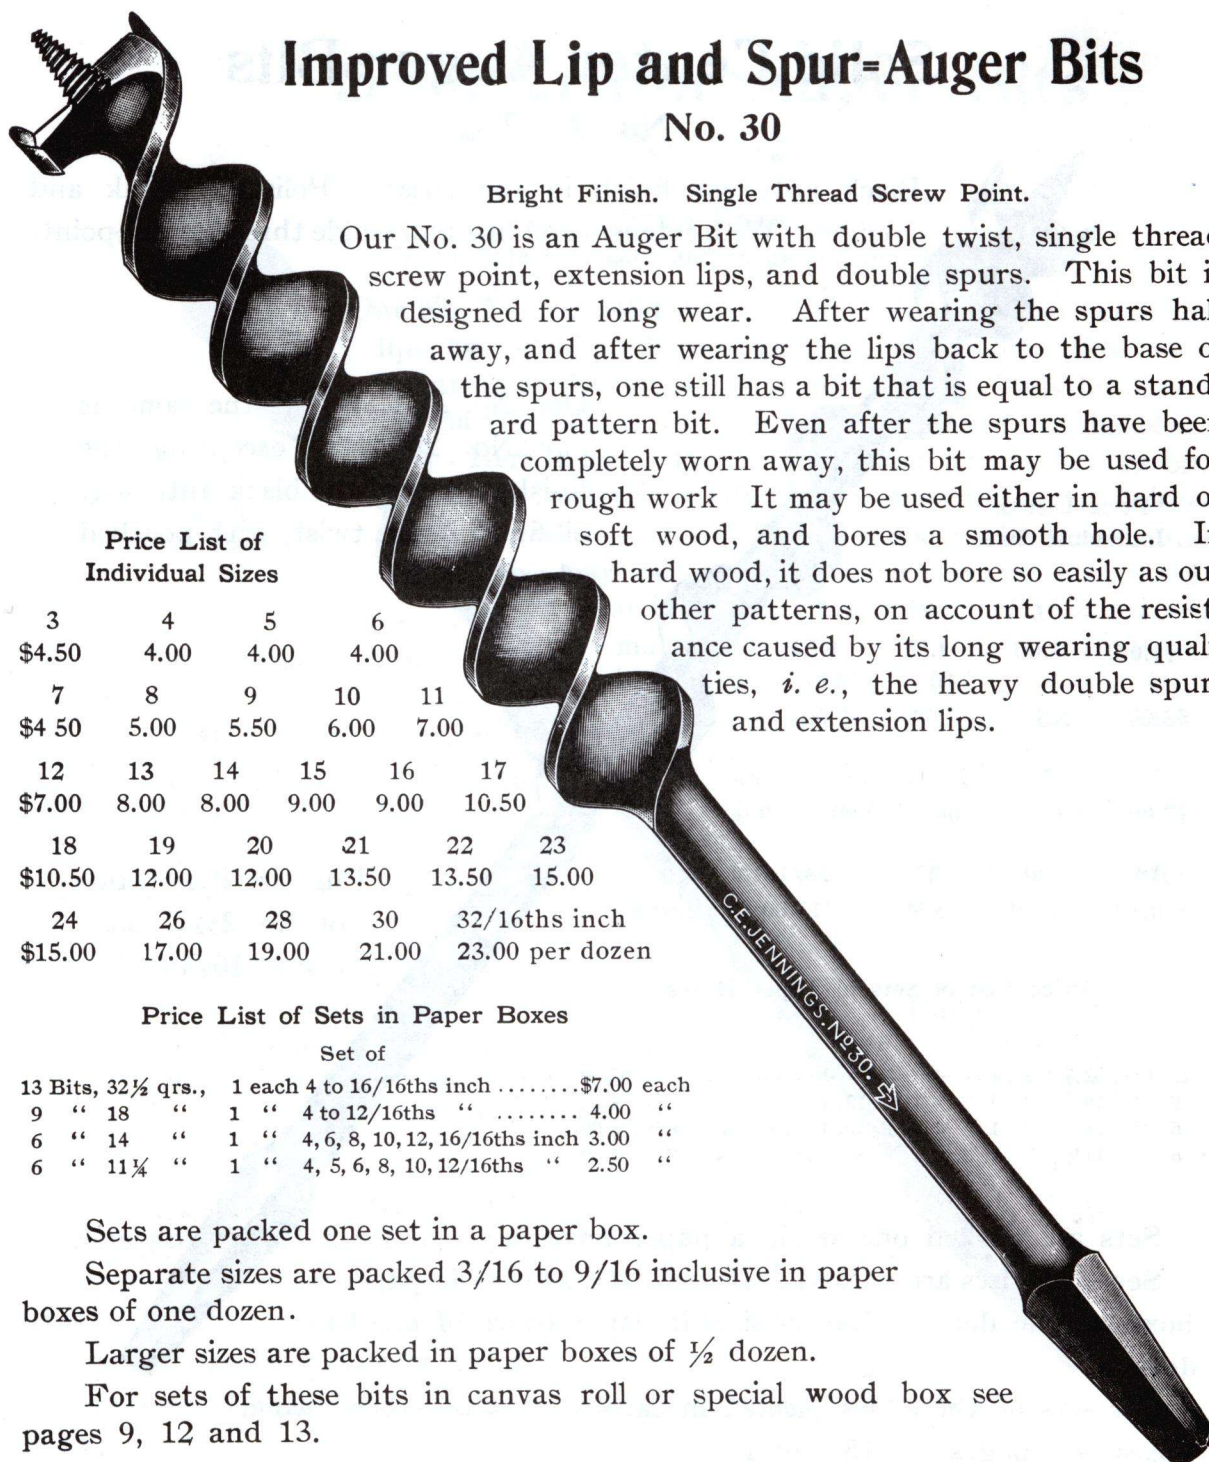 Improved Lip and Spur=Auger Bits
No. 30
Bright Finish. Single Thread Screw Point.
Our No. 30 is an Auger Bit with double twist, single threa
screw point, extension lips, and double spurs. This bit i
designed for long wear. After wearing the spurs hal
away, and after wearing the lips back to the base o
the spurs, one still has a bit that is equal to a stand
ard pattern bit. Even after the spurs have been
completely worn away, this bit may be used fo
rough work It may be used either in hard o
soft wood, and bores a smooth hole. In
hard wood, it does not bore so easily as ou
other patterns, on account of the resist
ance caused by its long wearing quali
ties, i. e., the heavy double spur
and extension lips.
Price List of
Individual Sizes
3 4 5 6
$4.50 4.00 4.00 4.00
7 8 9 10 11
$4 50 5.00 5.50 6.00 7.00
12 13 14 15 16 17
$7.00 8.00 8.00 9.00 9.00 10.50
18 19 20 21 22 23
$10.50 12.00 12.00 13.50 13.50 15.00
24 26 28 30 32/16ths inch
$15.00 17.00 19.00 21.00 23.00 per dozen
C.E.JENNINGS.Nº30.
Price List of Sets in Paper Boxes
Set of
13 Bits, 32½ qrs., 1 each 4 to 16/16ths inch ........$7.00 each
9 “ 18 “ 1 “ 4 to 12/16ths “ ........ 4.00 “
6 “ 14 “ 1 “ 4, 6, 8, 10, 12, 16/16ths inch 3.00 “
6 “ 11¼ “ 1 “ 4, 5, 6, 8, 10, 12/16ths “ 2.50 “
Sets are packed one set in a paper box.
Separate sizes are packed 3/16 to 9/16 inclusive in paper
boxes of one dozen.
Larger sizes are packed in paper boxes of ½ dozen.
For sets of these bits in canvas roll or special wood box see
pages 9, 12 and 13.